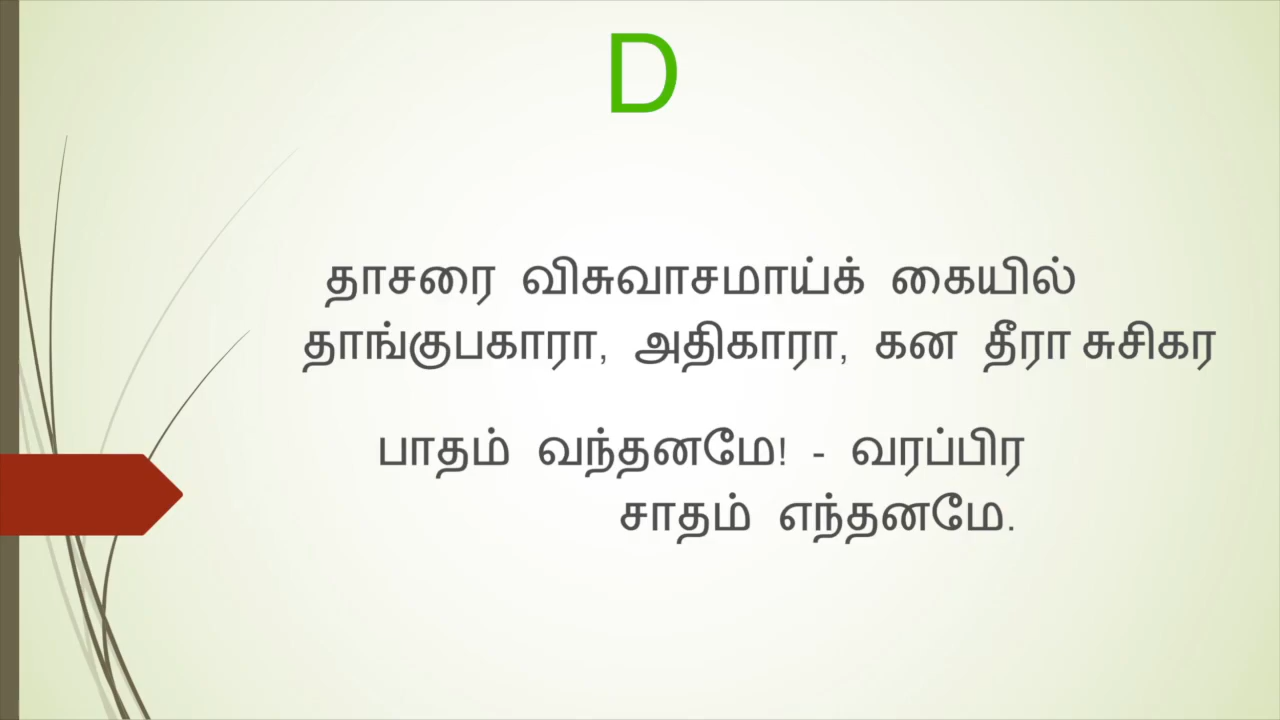 D
தாசரை விசுவாசமாய்க் கையில்
தாங்குபகாரா, அதிகாரா, கன தீரா சுசிகர
பாதம் வந்தனமே! - வரப்பிர
சாதம் எந்தனமே.